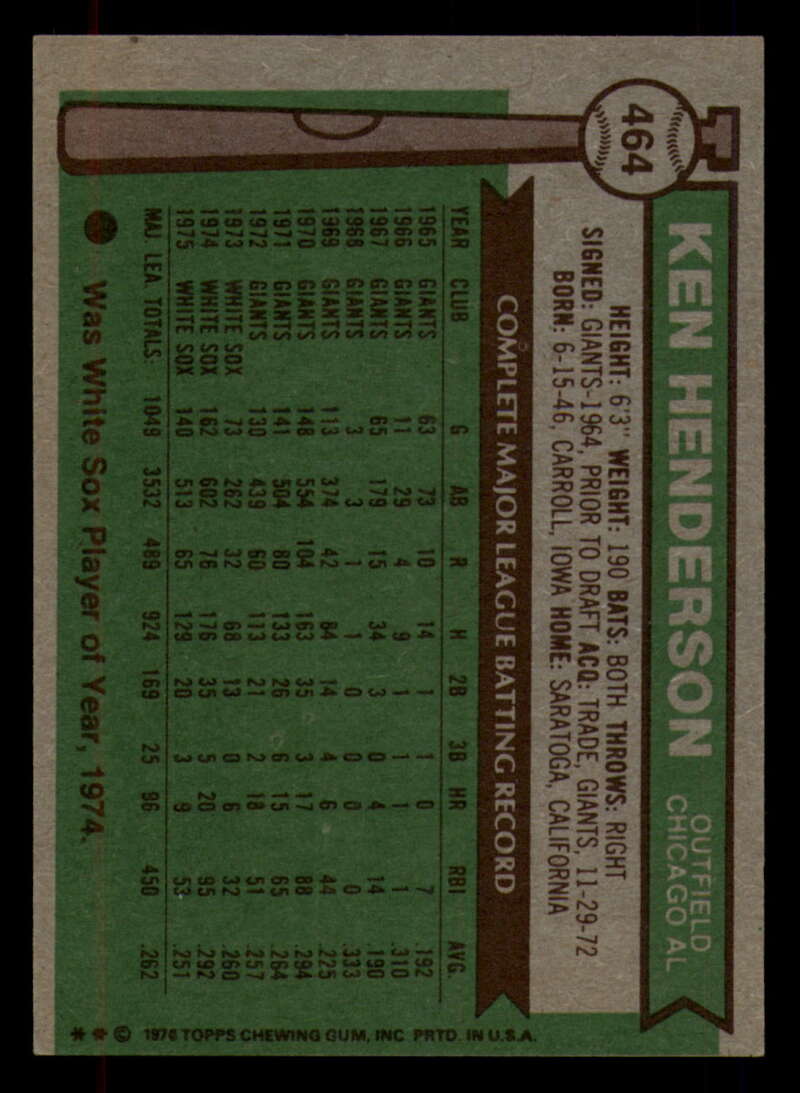 464
KEN HENDERSON
OUTFIELD
CHICAGO AL
HEIGHT: 6'3" WEIGHT: 190 BATS: BOTH THROWS: RIGHT
SIGNED: GIANTS-1964, PRIOR TO DRAFT ACQ: TRADE, GIANTS, 11-29-72
BORN: 6-15-46, CARROLL, IOWA HOME: SARATOGA, CALIFORNIA
COMPLETE MAJOR LEAGUE BATTING RECORD
YEAR CLUB G AB R H 2B 3B HR RBI AVG.
1965 GIANTS 63 73 10 14 1 1 0 7 .192
1966 GIANTS 11 29 4 9 1 1 1 1 .310
1967 GIANTS 65 179 15 34 3 0 4 14 .190
1968 GIANTS 3 3 1 1 0 0 0 0 .333
1969 GIANTS 113 374 42 84 14 4 6 44 .225
1970 GIANTS 148 554 104 163 35 3 17 88 .294
1971 GIANTS 141 504 80 133 26 6 15 65 .264
1972 GIANTS 130 439 60 113 21 2 18 51 .257
1973 WHITE SOX 73 262 32 68 13 0 6 32 .260
1974 WHITE SOX 162 602 76 176 35 5 20 95 .292
1975 WHITE SOX 140 513 65 129 20 3 9 53 .251
MAJ. LEA. TOTALS: 1049 3532 489 924 169 25 96 450 .262
Was White Sox Player of Year, 1974.
** © 1976 TOPPS CHEWING GUM, INC. PRTD. IN U.S.A.